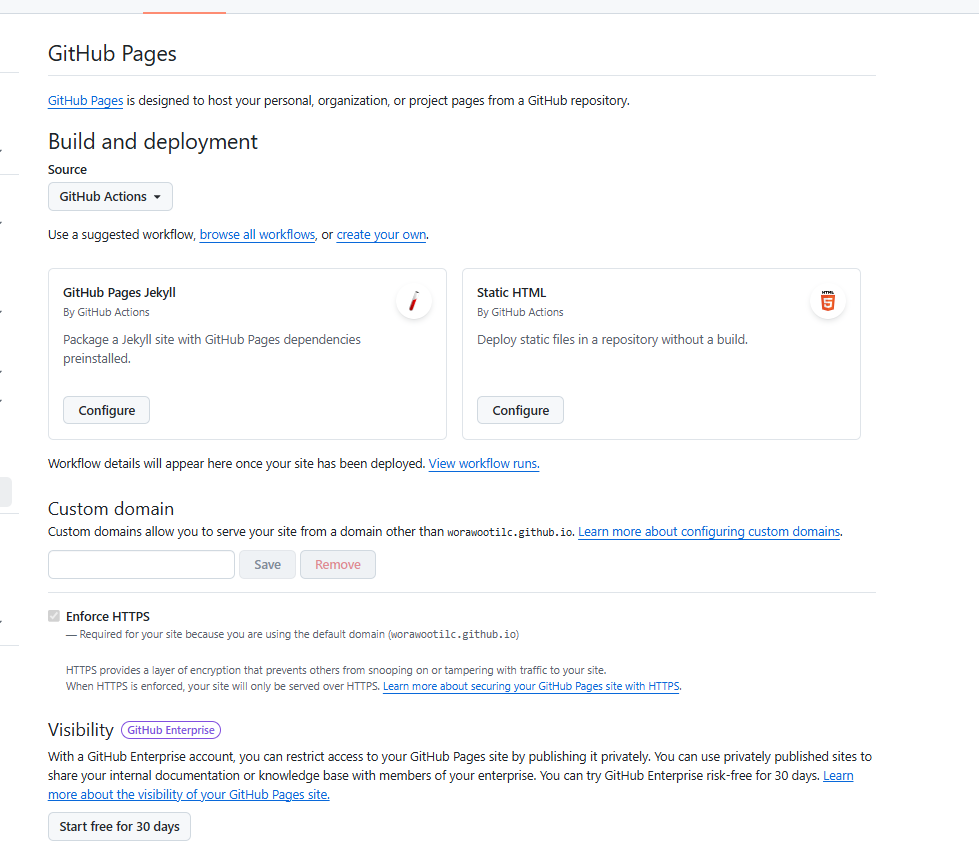 GitHub Pages
GitHub Pages is designed to host your personal, organization, or project pages from a GitHub repository.
Build and deployment
Source
GitHub Actions
Use a suggested workflow, browse all workflows, or create your own.
GitHub Pages Jekyll
By GitHub Actions
Package a Jekyll site with GitHub Pages dependencies
preinstalled.
Configure
Static HTML
By GitHub Actions
Deploy static files in a repository without a build.
Configure
HTML
5
Workflow details will appear here once your site has been deployed. View workflow runs.
Custom domain
Custom domains allow you to serve your site from a domain other than worawootilc.github.io. Learn more about configuring custom domains.
Save Remove
Enforce HTTPS
— Required for your site because you are using the default domain (worawootilc.github.io)
HTTPS provides a layer of encryption that prevents others from snooping on or tampering with traffic to your site.
When HTTPS is enforced, your site will only be served over HTTPS. Learn more about securing your GitHub Pages site with HTTPS.
Visibility GitHub Enterprise
With a GitHub Enterprise account, you can restrict access to your GitHub Pages site by publishing it privately. You can use privately published sites to
share your internal documentation or knowledge base with members of your enterprise. You can try GitHub Enterprise risk-free for 30 days. Learn
more about the visibility of your GitHub Pages site.
Start free for 30 days